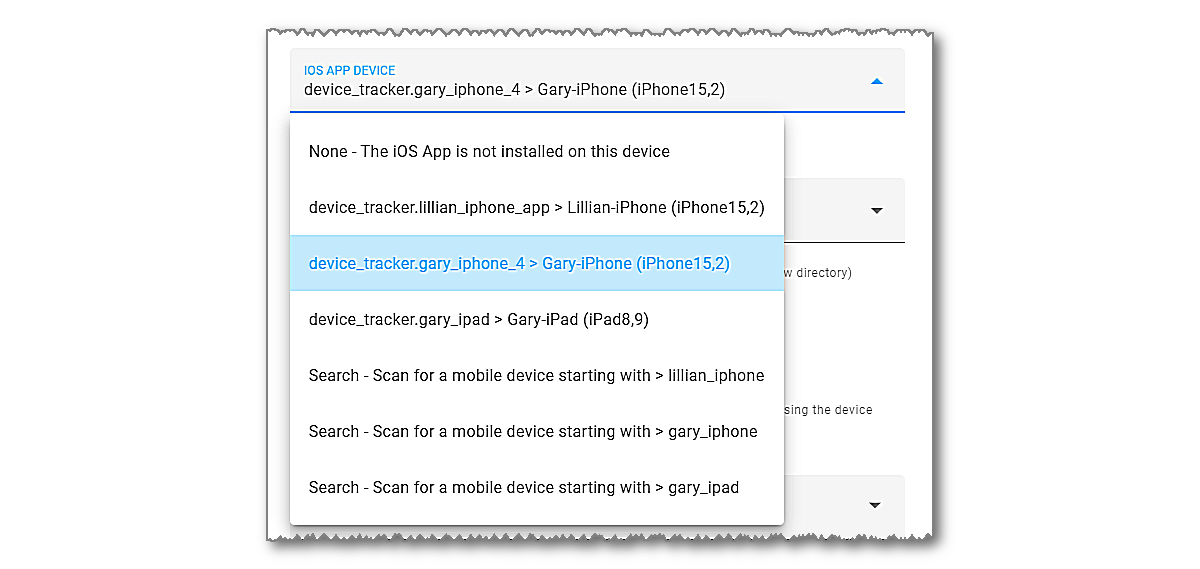 IOS APP DEVICE
device_tracker.gary_iphone_4 > Gary-iPhone (iPhone15,2)
None - The iOS App is not installed on this device
device_tracker.lillian_iphone_app > Lillian-iPhone (iPhone15,2)
device_tracker.gary_iphone_4 > Gary-iPhone (iPhone15,2)
directory)
device_tracker.gary_ipad > Gary-iPad (iPad8,9)
Search - Scan for a mobile device starting with > lillian_iphone
the device
Search - Scan for a mobile device starting with > gary_iphone
Search - Scan for a mobile device starting with > gary_ipad